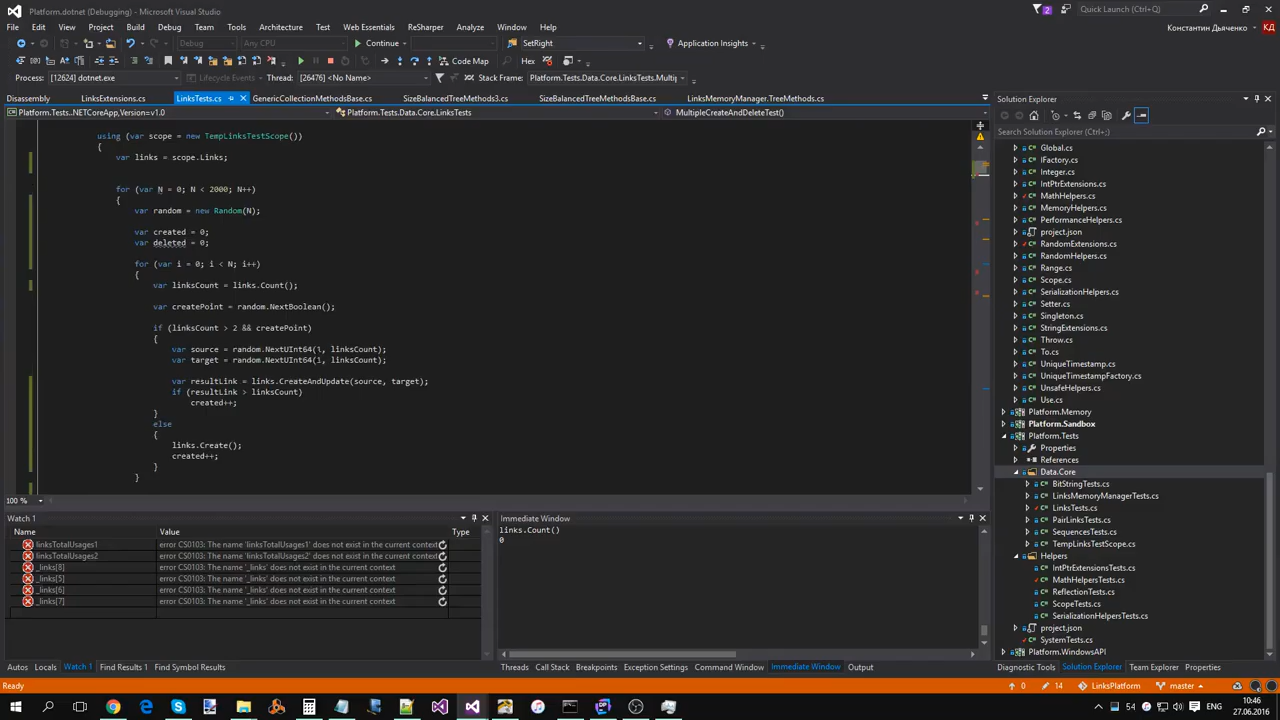 Platform.dotnet (Debugging) - Microsoft Visual Studio
2
Quick Launch (Ctrl+;)
File Edit View Project Build Debug Team Tools Test Web Essentials ReSharper Analyze Window Help
Константин Дьяченко КД
Debug Any CPU Continue SetRight Application Insights
Hex Code Map
Process: [12624] dotnet.exe Lifecycle Events Thread: [26476] <No Name> Stack Frame: Platform.Tests.Data.Core.LinksTests.Multip
Disassembly LinksExtensions.cs LinksTests.cs GenericCollectionMethodsBase.cs SizeBalancedTreeMethods3.cs SizeBalancedTreeMethodsBase.cs LinksMemoryManager.TreeMethods.cs
Platform.Tests..NETCoreApp,Version=v1.0 Platform.Tests.Data.Core.LinksTests MultipleCreateAndDeleteTest()
using (var scope = new TempLinksTestScope())
{
var links = scope.Links;
for (var N = 0; N < 2000; N++)
{
var random = new Random(N);
var created = 0;
var deleted = 0;
for (var i = 0; i < N; i++)
{
var linksCount = links.Count();
var createPoint = random.NextBoolean();
if (linksCount > 2 && createPoint)
{
var source = random.NextUInt64(1, linksCount);
var target = random.NextUInt64(1, linksCount);
var resultLink = links.CreateAndUpdate(source, target);
if (resultLink > linksCount)
created++;
}
else
{
links.Create();
created++;
}
}
100 %
Solution Explorer
Search Solution Explorer (Ctrl+;)
Global.cs
IFactory.cs
Integer.cs
IntPtrExtensions.cs
MathHelpers.cs
MemoryHelpers.cs
PerformanceHelpers.cs
project.json
RandomExtensions.cs
RandomHelpers.cs
Range.cs
Scope.cs
SerializationHelpers.cs
Setter.cs
Singleton.cs
StringExtensions.cs
Throw.cs
To.cs
UniqueTimestamp.cs
UniqueTimestampFactory.cs
UnsafeHelpers.cs
Use.cs
Platform.Memory
Platform.Sandbox
Platform.Tests
Properties
References
Data.Core
BitStringTests.cs
LinksMemoryManagerTests.cs
LinksTests.cs
PairLinksTests.cs
SequencesTests.cs
TempLinksTestScope.cs
Helpers
IntPtrExtensionsTests.cs
MathHelpersTests.cs
ReflectionTests.cs
ScopeTests.cs
SerializationHelpersTests.cs
project.json
SystemTests.cs
Platform.WindowsAPI
Watch 1
Name Value Type
linksTotalUsages1 error CS0103: The name 'linksTotalUsages1' does not exist in the current context
linksTotalUsages2 error CS0103: The name 'linksTotalUsages2' does not exist in the current context
_links[8] error CS0103: The name '_links' does not exist in the current context
_links[5] error CS0103: The name '_links' does not exist in the current context
_links[6] error CS0103: The name '_links' does not exist in the current context
_links[7] error CS0103: The name '_links' does not exist in the current context
Immediate Window
links.Count()
0
Autos Locals Watch 1 Find Results 1 Find Symbol Results
Threads Call Stack Breakpoints Exception Settings Command Window Immediate Window Output
Diagnostic Tools Solution Explorer Team Explorer Properties
Ready 0 14 LinksPlatform master
54 ENG 10:46
27.06.2016